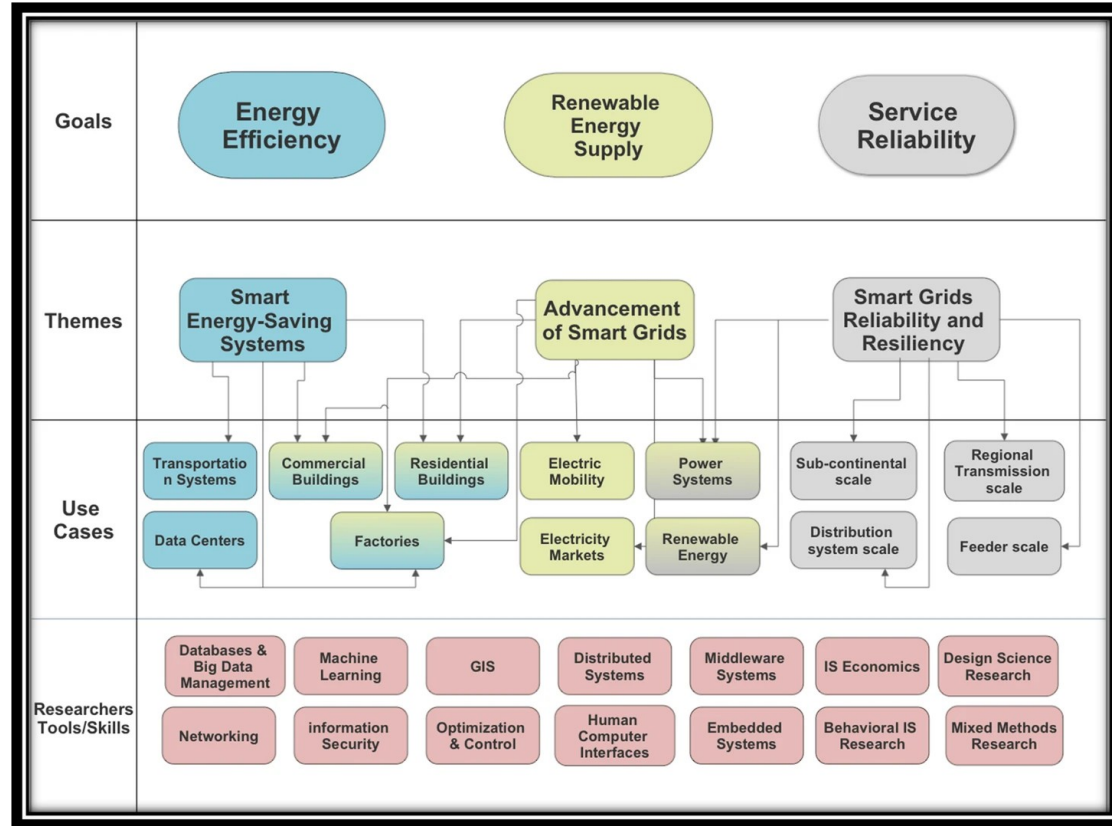 Goals
Energy
Efficiency
Renewable
Energy
Supply
Service
Reliability
Themes
Smart
Energy-Saving
Systems
Advancement
of Smart Grids
Smart Grids
Reliability and
Resiliency
Use
Cases
Transportatio
n Systems
Commercial
Buildings
Residential
Buildings
Electric
Mobility
Power
Systems
Sub-continental
scale
Regional
Transmission
scale
Data Centers
Factories
Electricity
Markets
Renewable
Energy
Distribution
system scale
Feeder scale
Researchers
Tools/Skills
Databases &
Big Data
Management
Machine
Learning
GIS
Distributed
Systems
Middleware
Systems
IS Economics
Design Science
Research
Networking
information
Security
Optimization
& Control
Human
Computer
Interfaces
Embedded
Systems
Behavioral IS
Research
Mixed Methods
Research